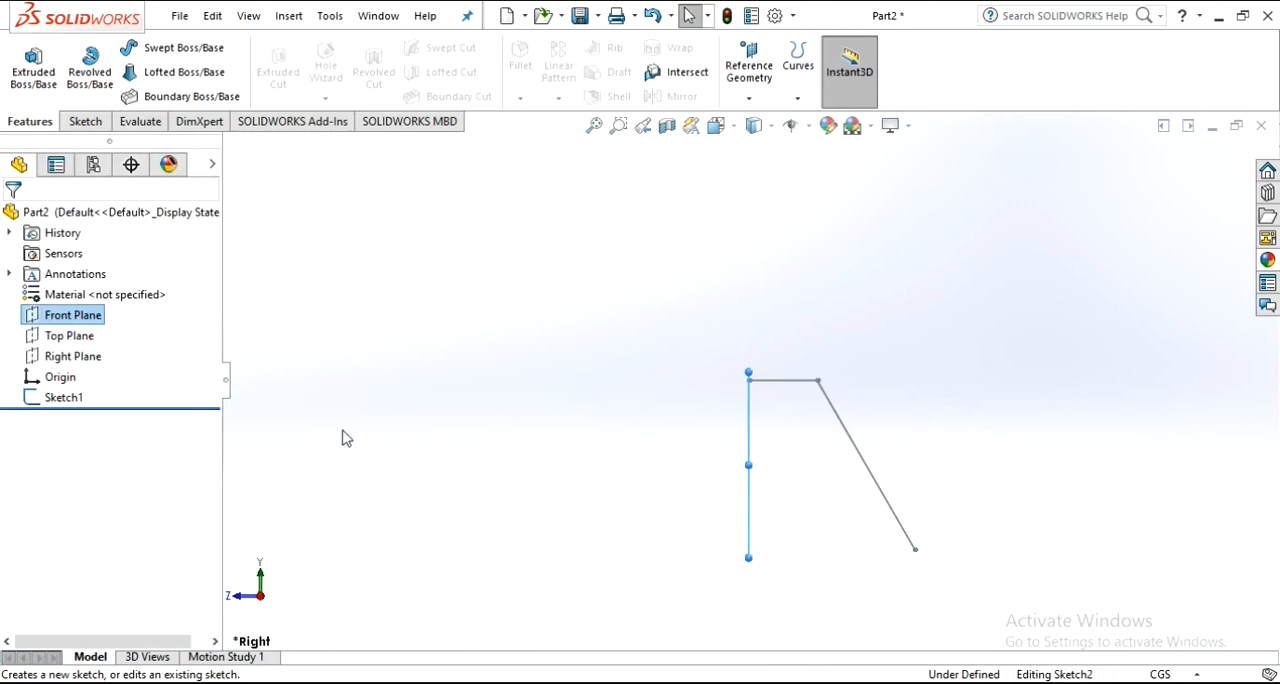 SOLIDWORKS File Edit View Insert Tools Window Help Part2 * Search SOLIDWORKS Help ?
Extruded Boss/Base
Revolved Boss/Base
Swept Boss/Base
Lofted Boss/Base
Boundary Boss/Base
Extruded Cut
Hole Wizard
Revolved Cut
Swept Cut
Lofted Cut
Boundary Cut
Fillet
Linear Pattern
Rib
Draft
Shell
Wrap
Intersect
Mirror
Reference Geometry
Curves
Instant3D
Features Sketch Evaluate DimXpert SOLIDWORKS Add-Ins SOLIDWORKS MBD
Part2 (Default<<Default>_Display State
History
Sensors
A Annotations
Material <not specified>
Front Plane
Top Plane
Right Plane
Origin
Sketch1
Y
Z
*Right
Activate Windows
Go to Settings to activate Windows.
Model 3D Views Motion Study 1
Creates a new sketch, or edits an existing sketch. Under Defined Editing Sketch2 CGS